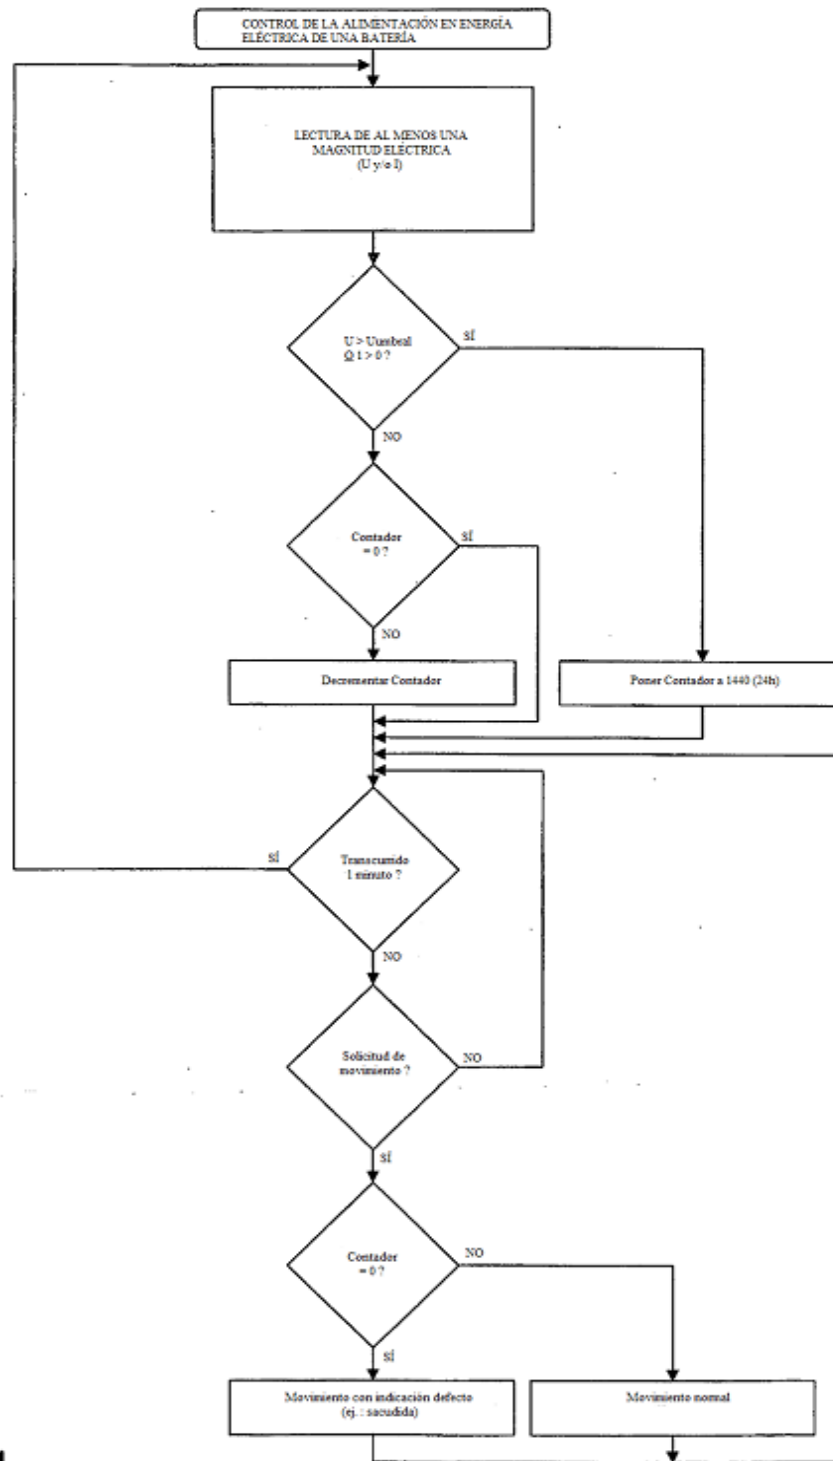 CONTROL DE LA ALIMENTACIÓN EN ENERGÍA
ELÉCTRICA DE UNA BATERÍA
LECTURA DE AL MENOS UNA
MAGNITUD ELÉCTRICA
(U y/o I)
U > Uumbral
O I > 0 ?
SÍ
NO
Contador
= 0 ?
SÍ
NO
Decrementar Contador
Poner Contador a 1440 (24h)
Transcurrido
1 minuto ?
SÍ
NO
Solicitud de
movimiento ?
NO
SÍ
Contador
= 0 ?
NO
SÍ
Movimiento con indicación defecto
(ej. : sacudida)
Movimiento normal